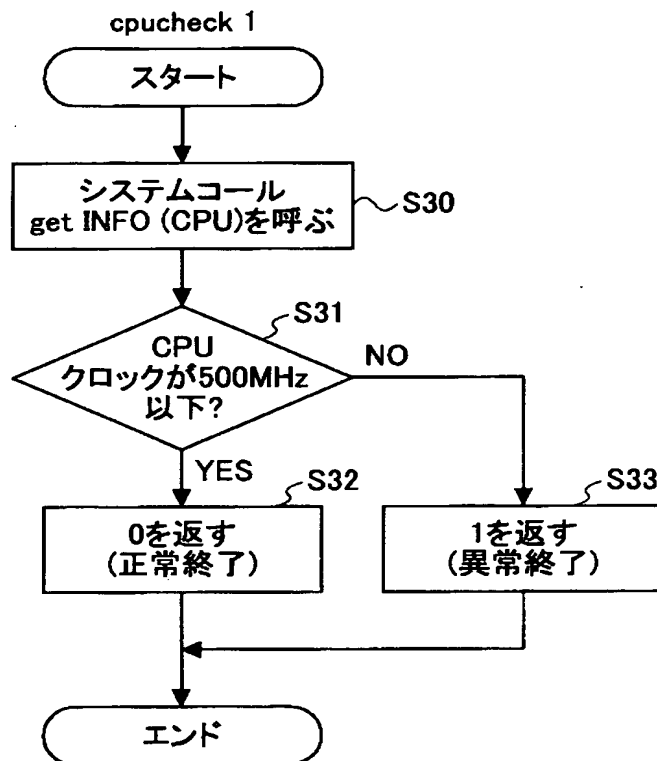 cpucheck 1
スタート
システムコール
get INFO (CPU)を呼ぶ
S30
S31
CPU
クロックが500MHz
以下?
NO
YES
S32
0を返す
(正常終了)
S33
1を返す
(異常終了)
エンド